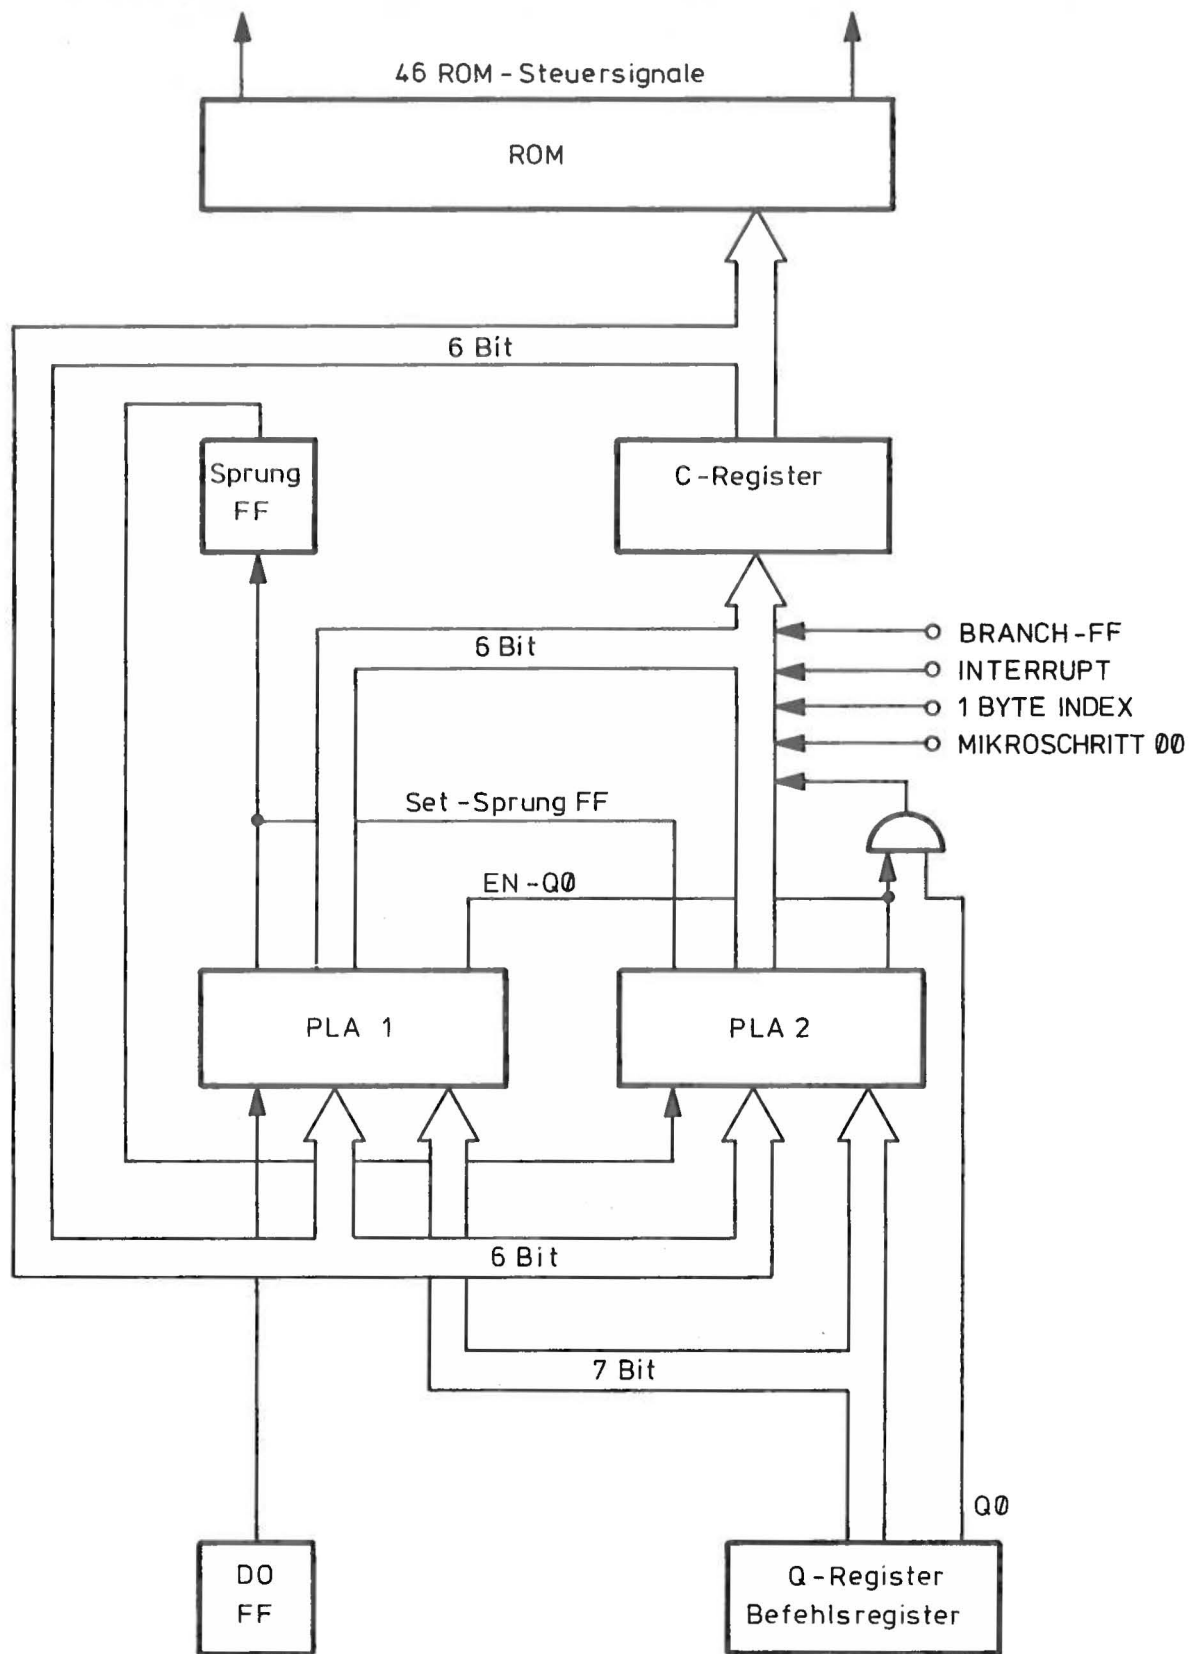 46 ROM-Steuersignale
ROM
6 Bit
Sprung
FF
C-Register
6 Bit
BRANCH-FF
INTERRUPT
1 BYTE INDEX
MIKROSCHRITT 00
Set-Sprung FF
EN-Q0
PLA 1
PLA 2
6 Bit
7 Bit
Q0
DO
FF
Q-Register
Befehlsregister